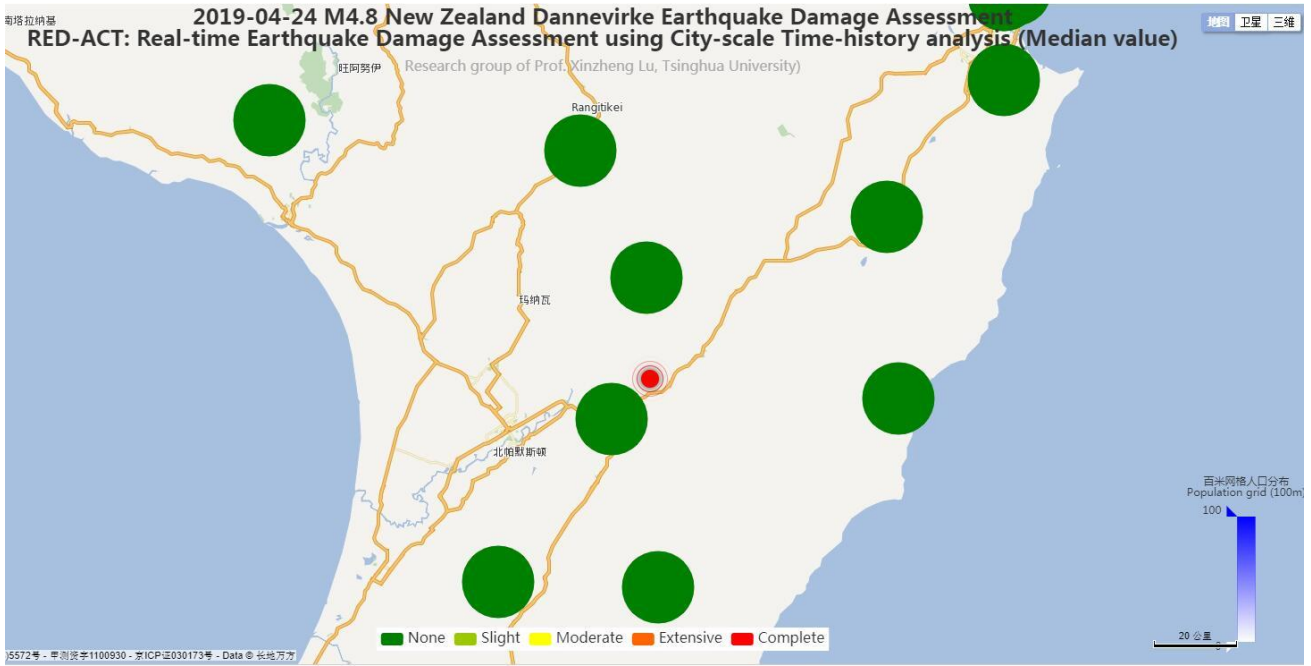 2019-04-24 M4.8 New Zealand Dannevirke Earthquake Damage Assessment
RED-ACT: Real-time Earthquake Damage Assessment using City-scale Time-history analysis (Median value)
Research group of Prof. Xinzheng Lu, Tsinghua University)
南塔拉纳基
旺阿努伊
地图 卫星 三维
Rangitikei
玛纳瓦
北帕默斯顿
百米网格人口分布
Population grid (100m)
100
None Slight Moderate Extensive Complete
20 公里
)5572号 - 甲测资字1100930 - 京ICP证030173号 - Data © 长地万方